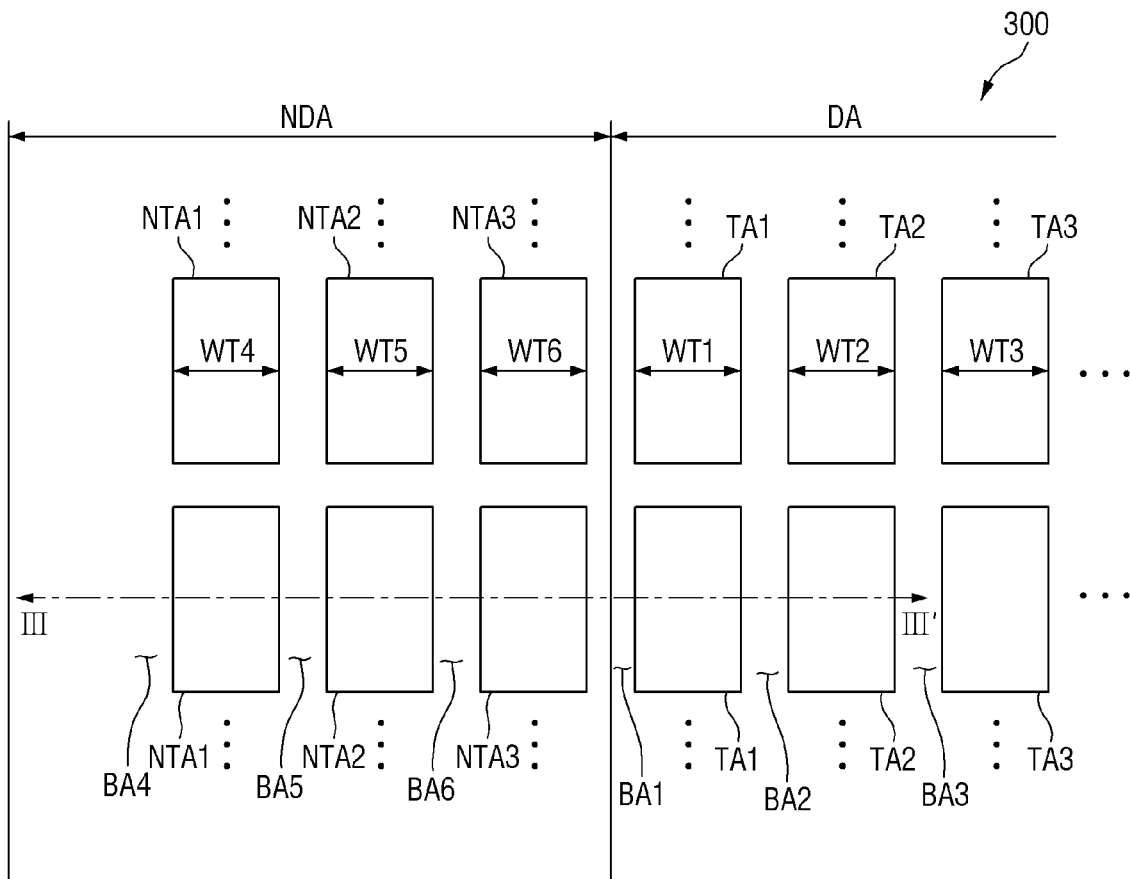 300
NDA DA
NTA1 NTA2 NTA3 TA1 TA2 TA3
WT4 WT5 WT6 WT1 WT2 WT3
III III'
NTA1 NTA2 NTA3 TA1 TA2 TA3
BA4 BA5 BA6 BA1 BA2 BA3